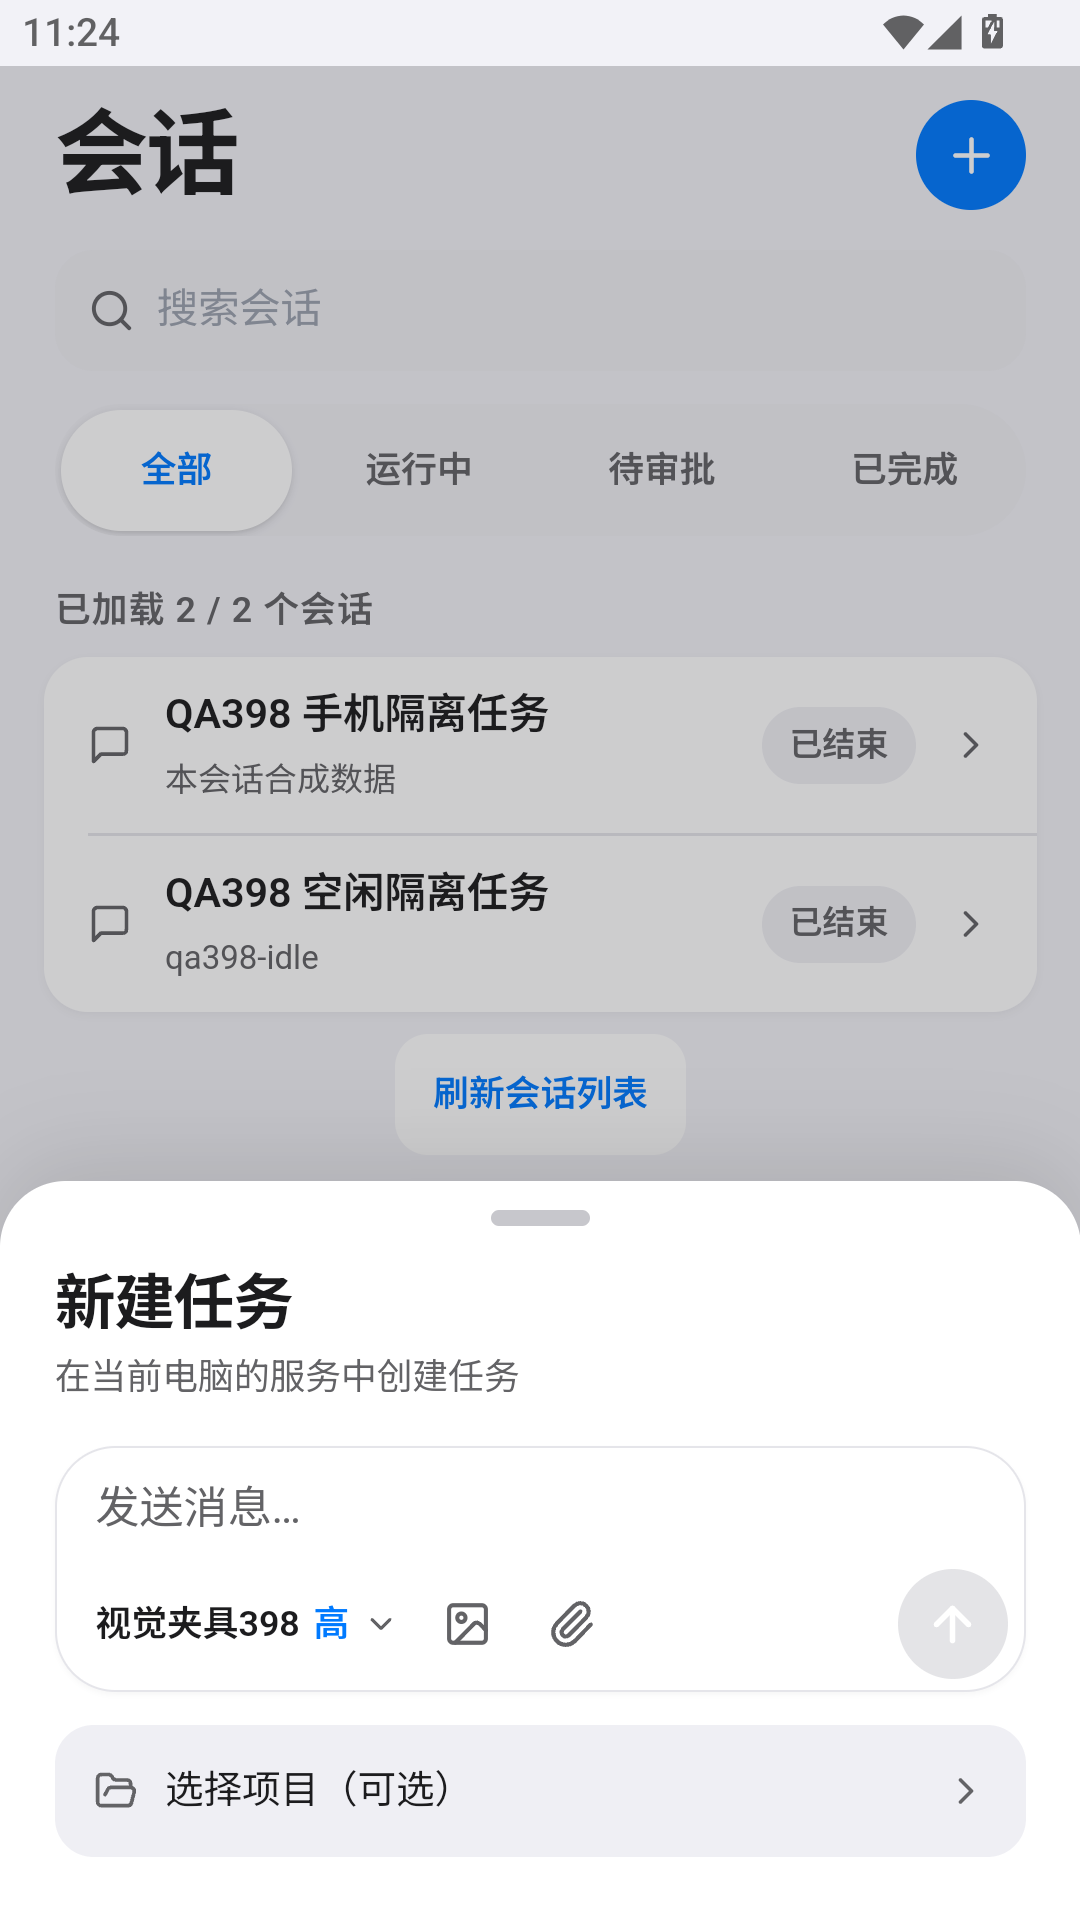 11:24
会话
搜索会话
全部 运行中 待审批 已完成
已加载 2 / 2 个会话
QA398 手机隔离任务
本会话合成数据
已结束
QA398 空闲隔离任务
qa398-idle
已结束
刷新会话列表
新建任务
在当前电脑的服务中创建任务
发送消息...
视觉夹具398 高
选择项目（可选）